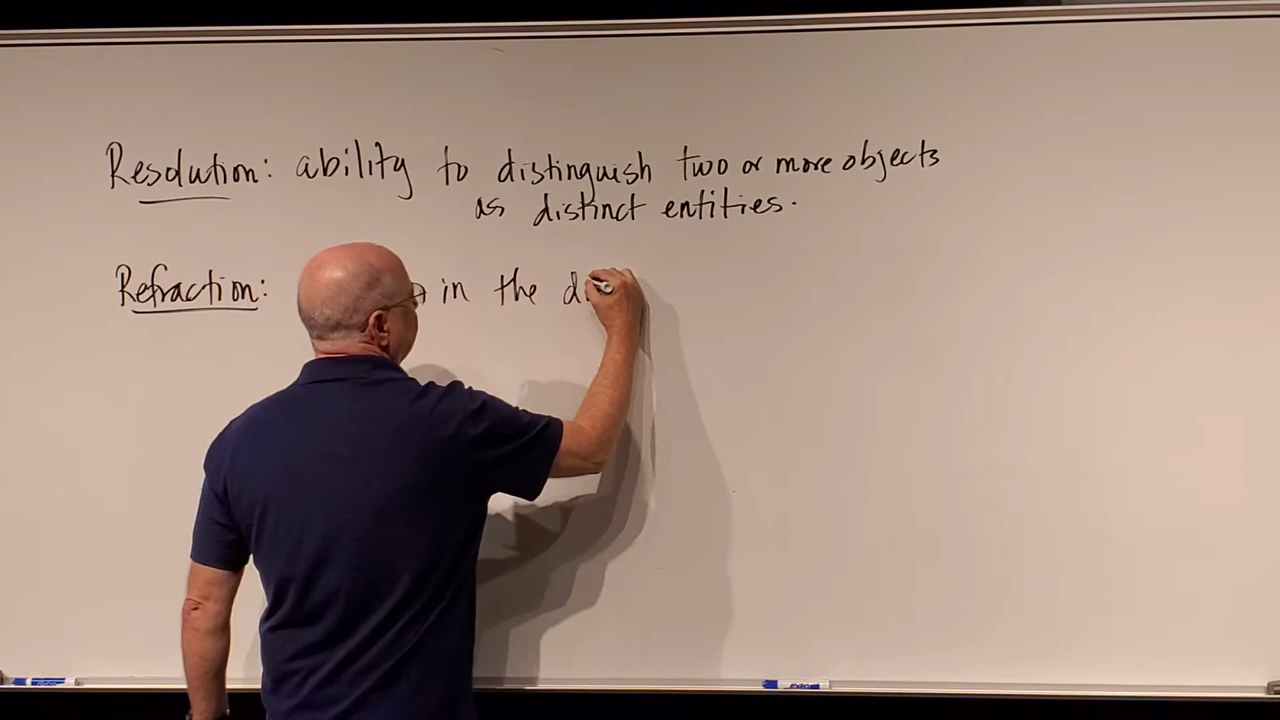 Resolution: ability to distinguish two or more objects
as distinct entities.
Refraction: in the